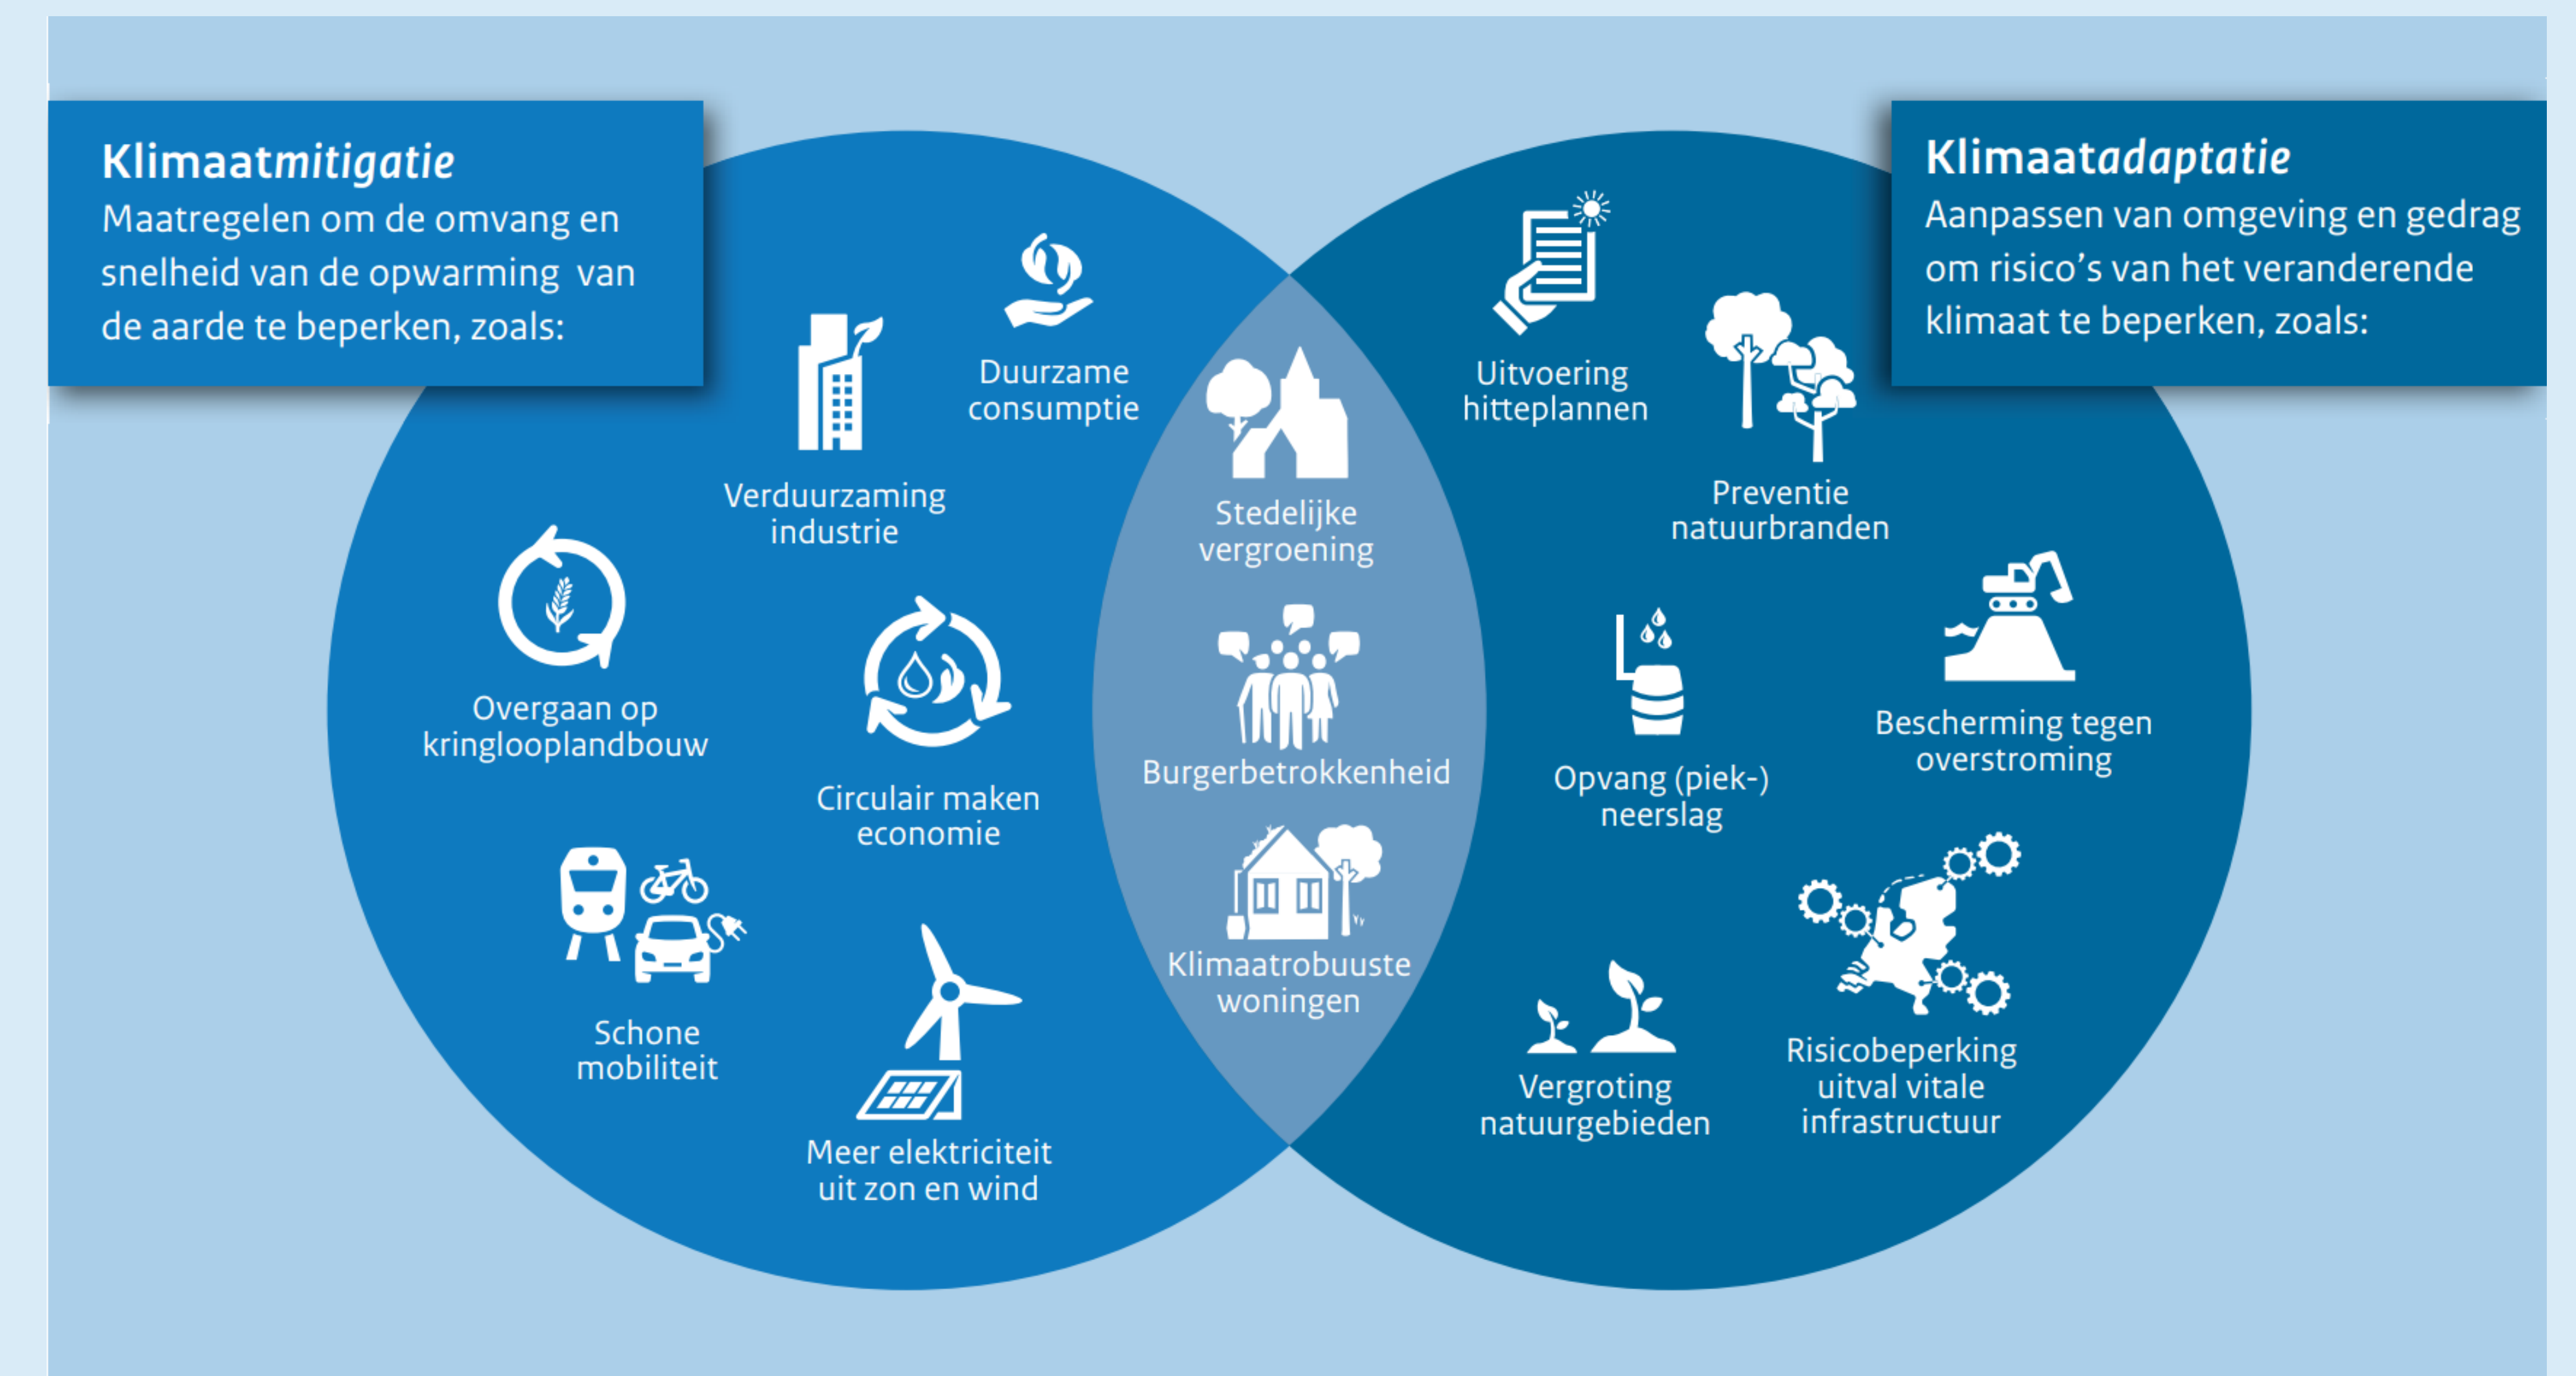 Klimaatmitigatie
Maatregelen om de omvang en
snelheid van de opwarming van
de aarde te beperken, zoals:
Duurzame
consumptie
Verduurzaming
industrie
Overgaan op
kringlooplandbouw
Circulair maken
economie
Schone
mobiliteit
Meer elektriciteit
uit zon en wind
Stedelijke
vergroening
Burgerbetrokkenheid
Klimaatrobuuste
woningen
Klimaatadaptatie
Aanpassen van omgeving en gedrag
om risico's van het veranderende
klimaat te beperken, zoals:
Uitvoering
hitteplannen
Preventie
natuurbranden
Bescherming tegen
overstroming
Opvang (piek-)
neerslag
Risicobeperking
uitval vitale
infrastructuur
Vergroting
natuurgebieden